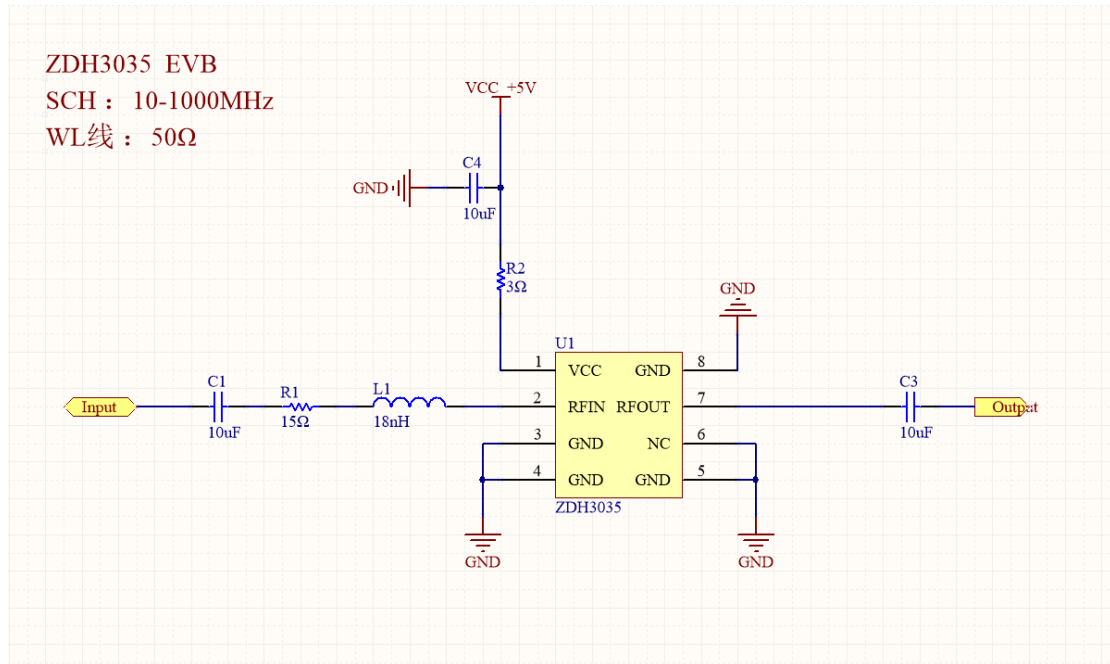 ZDH3035 EVB
SCH： 10-1000MHz
WL线： 50Ω
VCC +5V
C4
GND
10uF
R2
3Ω
GND
U1
1
VCC
GND
8
Input
C1
10uF
R1
15Ω
L1
18nH
2
RFIN
RFOUT
7
C3
10uF
Output
3
GND
NC
6
4
GND
GND
5
ZDH3035
GND
GND